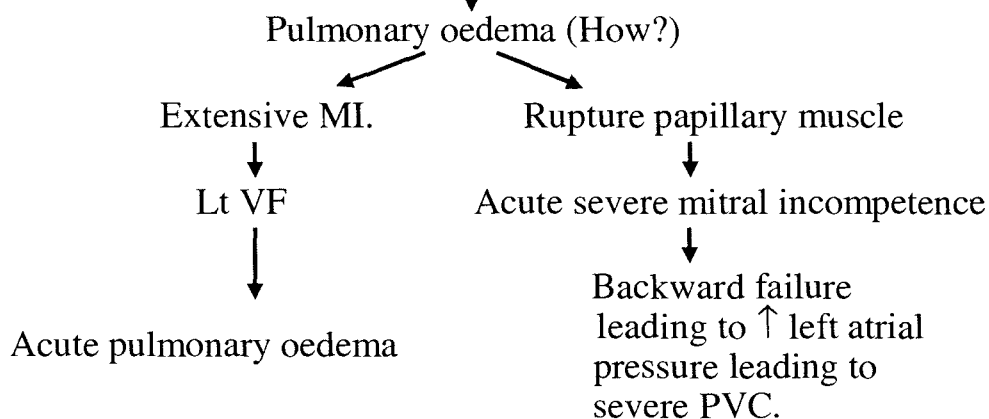 Pulmonary oedema (How?)
Extensive MI.
Rupture papillary muscle
Lt VF
Acute severe mitral incompetence
Acute pulmonary oedema
Backward failure
leading to ↑ left atrial
pressure leading to
severe PVC.